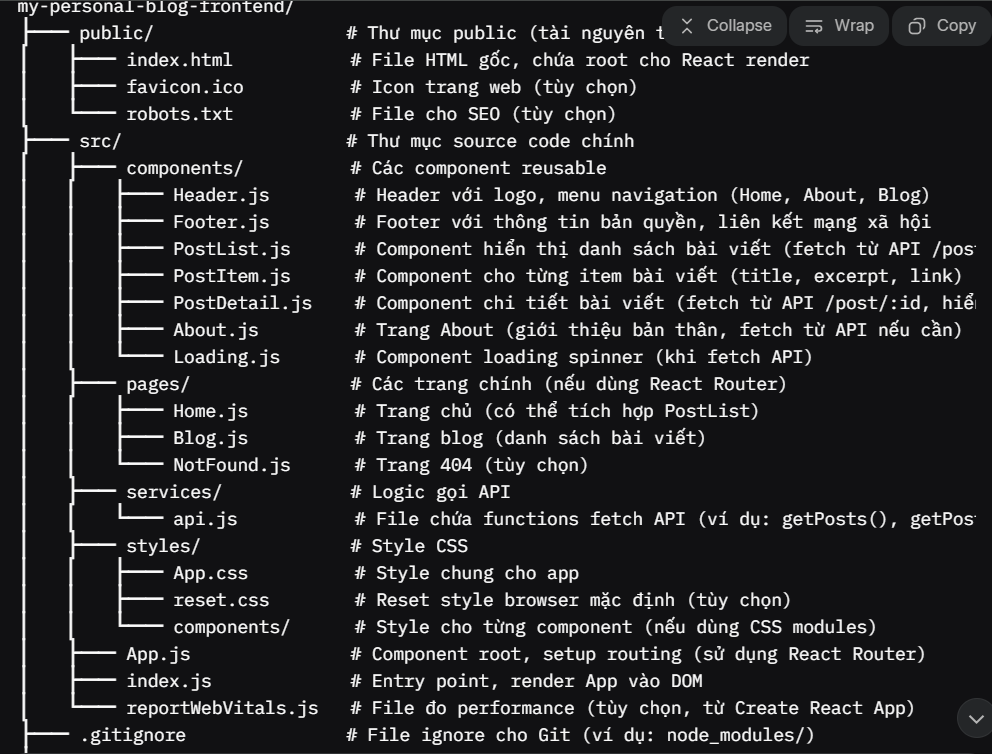 my-personal-blog-frontend/
├── public/ # Thư mục public (tài nguyên t
Collapse
Wrap
Copy
│ ├── index.html # File HTML gốc, chứa root cho React render
│ ├── favicon.ico # Icon trang web (tùy chọn)
│ └── robots.txt # File cho SEO (tùy chọn)
├── src/ # Thư mục source code chính
│ ├── components/ # Các component reusable
│ │ ├── Header.js # Header với logo, menu navigation (Home, About, Blog)
│ │ ├── Footer.js # Footer với thông tin bản quyền, liên kết mạng xã hội
│ │ ├── PostList.js # Component hiển thị danh sách bài viết (fetch từ API /pos
│ │ ├── PostItem.js # Component cho từng item bài viết (title, excerpt, link)
│ │ ├── PostDetail.js # Component chi tiết bài viết (fetch từ API /post/:id, hiể
│ │ ├── About.js # Trang About (giới thiệu bản thân, fetch từ API nếu cần)
│ │ └── Loading.js # Component loading spinner (khi fetch API)
│ ├── pages/ # Các trang chính (nếu dùng React Router)
│ │ ├── Home.js # Trang chủ (có thể tích hợp PostList)
│ │ ├── Blog.js # Trang blog (danh sách bài viết)
│ │ └── NotFound.js # Trang 404 (tùy chọn)
│ ├── services/ # Logic gọi API
│ │ └── api.js # File chứa functions fetch API (ví dụ: getPosts(), getPos
│ ├── styles/ # Style CSS
│ │ ├── App.css # Style chung cho app
│ │ ├── reset.css # Reset style browser mặc định (tùy chọn)
│ │ └── components/ # Style cho từng component (nếu dùng CSS modules)
│ ├── App.js # Component root, setup routing (sử dụng React Router)
│ ├── index.js # Entry point, render App vào DOM
│ └── reportWebVitals.js # File đo performance (tùy chọn, từ Create React App)
├── .gitignore # File ignore cho Git (ví dụ: node_modules/)